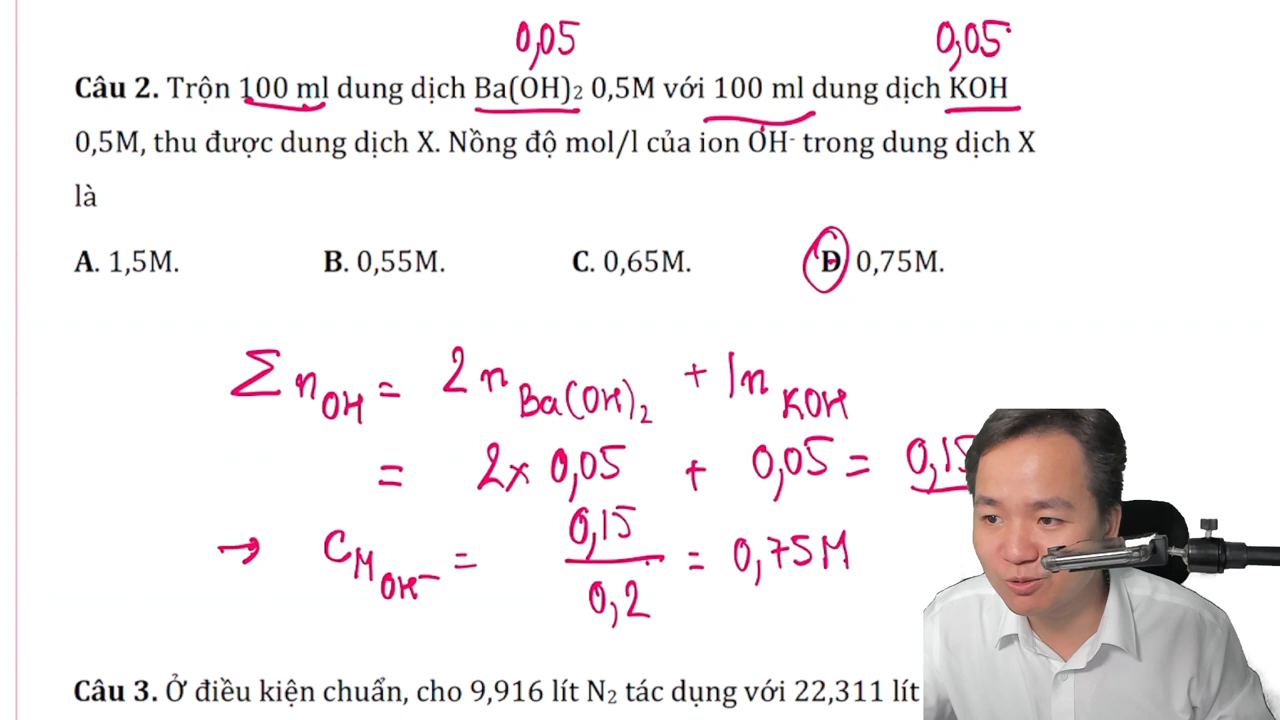 0,05 0,05
Câu 2. Trộn 100 ml dung dịch Ba(OH)₂ 0,5M với 100 ml dung dịch KOH
0,5M, thu được dung dịch X. Nồng độ mol/l của ion OH⁻ trong dung dịch X
là
A. 1,5M. B. 0,55M. C. 0,65M. D 0,75M.
Σ n_OH = 2n_Ba(OH)₂ + 1n_KOH
= 2x 0,05 + 0,05 = 0,15
→ C_M OH⁻ = 0,15/0,2 = 0,75M
Câu 3. Ở điều kiện chuẩn, cho 9,916 lít N₂ tác dụng với 22,311 lít